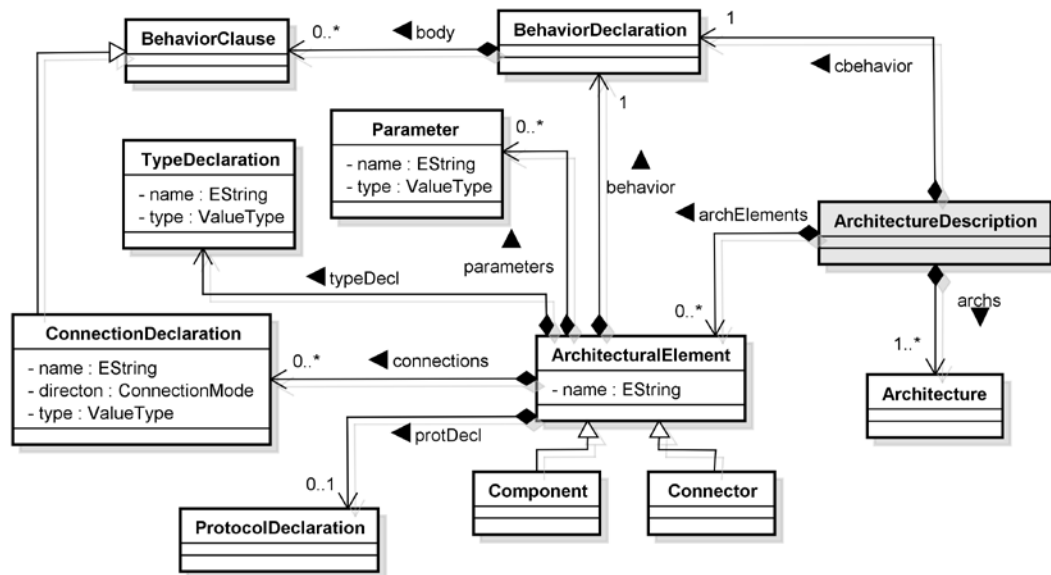 BehaviorClause
0..*
◀ body
BehaviorDeclaration
1
◀ cbehavior
TypeDeclaration
- name : EString
- type : ValueType
Parameter
- name : EString
- type : ValueType
0..*
1
▲
behavior
◀ archElements
ArchitectureDescription
▲
parameters
◀ typeDecl
0..*
archs
▼
1..*
ConnectionDeclaration
- name : EString
- directon : ConnectionMode
- type : ValueType
0..*
◀ connections
ArchitecturalElement
- name : EString
Architecture
◀ protDecl
0..1
ProtocolDeclaration
Component
Connector